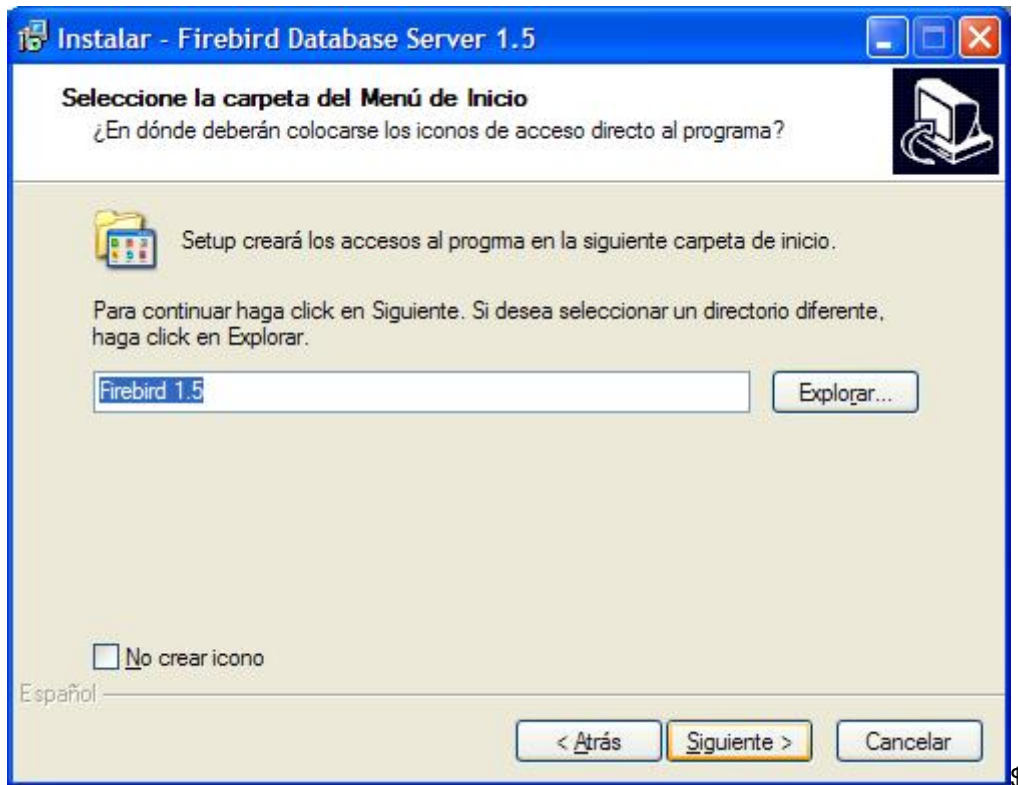 Instalar - Firebird Database Server 1.5
Seleccione la carpeta del Menú de Inicio
¿En dónde deberán colocarse los iconos de acceso directo al programa?
Setup creará los accesos al progrma en la siguiente carpeta de inicio.
Para continuar haga click en Siguiente. Si desea seleccionar un directorio diferente,
haga click en Explorar.
Firebird 1.5
Explorar...
No crear icono
Español
< Atrás
Siguiente >
Cancelar